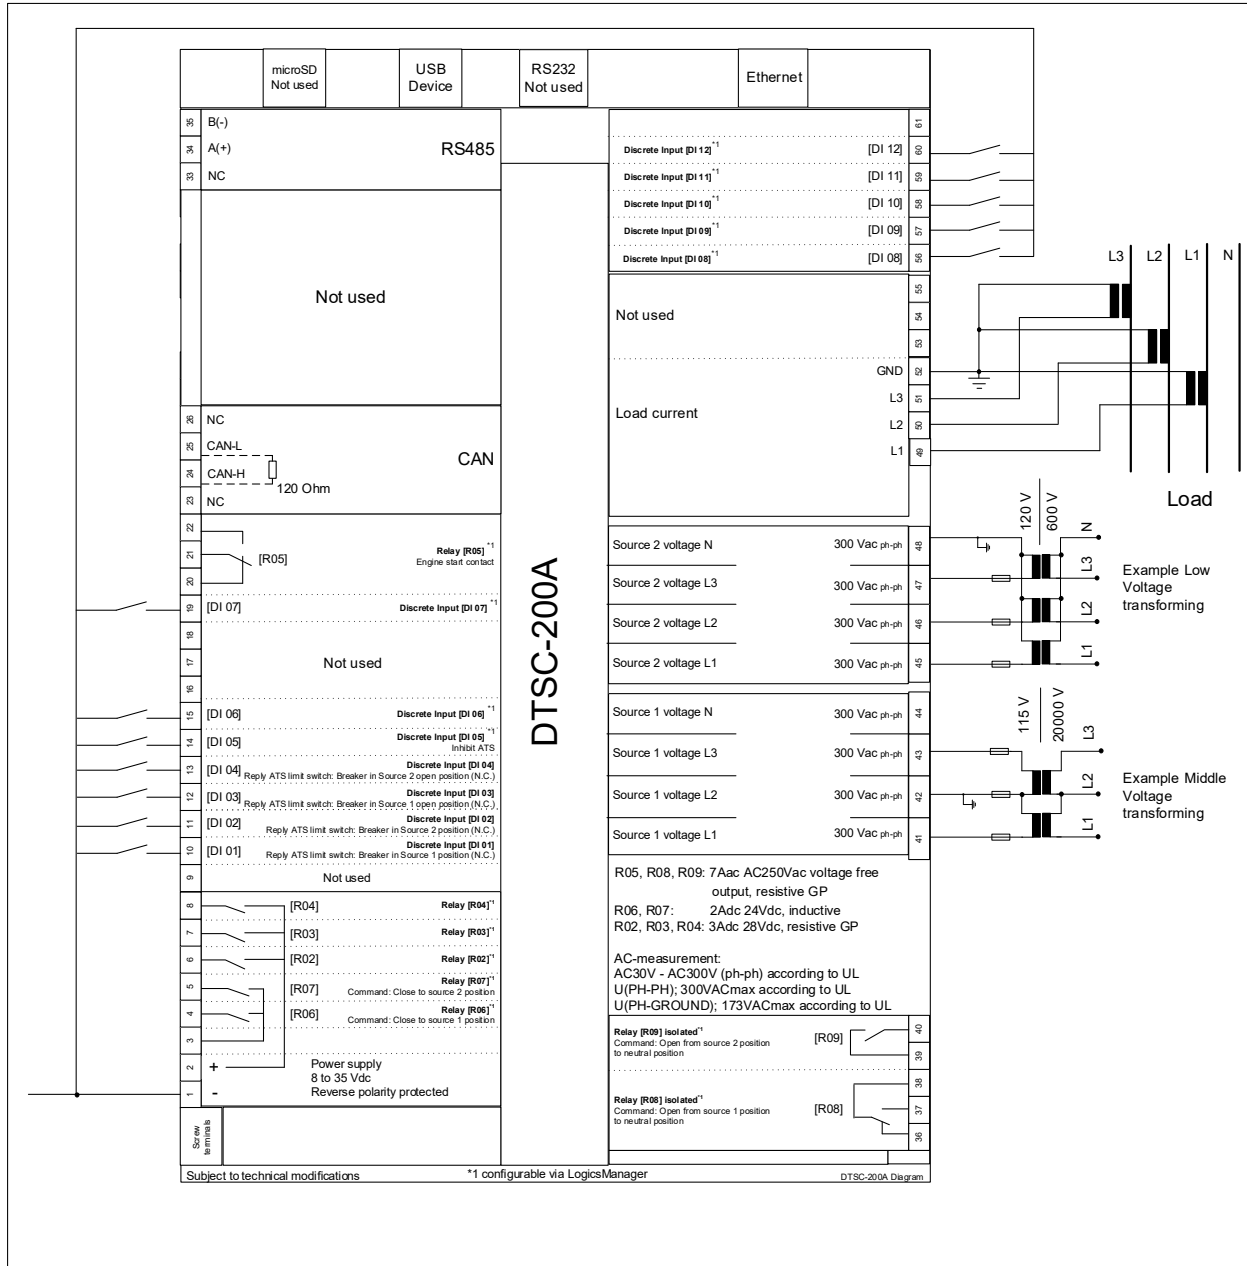 microSD
Not used
USB
Device
RS232
Not used
Ethernet
35
B(-)
34
A(+)
RS485
33
NC
Not used
26
NC
25
CAN-L
CAN
24
CAN-H
120 Ohm
23
NC
22
21
[R05]
Relay [R05] *1
Engine start contact
20
19
[DI 07]
Discrete Input [DI 07] *1
18
17
Not used
16
15
[DI 06]
Discrete Input [DI 06] *1
14
[DI 05]
Discrete Input [DI 05] *1
Inhibit ATS
13
[DI 04]
Discrete Input [DI 04]
Reply ATS limit switch: Breaker in Source 2 open position (N.C.)
12
[DI 03]
Discrete Input [DI 03]
Reply ATS limit switch: Breaker in Source 1 open position (N.C.)
11
[DI 02]
Discrete Input [DI 02]
Reply ATS limit switch: Breaker in Source 2 position (N.C.)
10
[DI 01]
Discrete Input [DI 01]
Reply ATS limit switch: Breaker in Source 1 position (N.C.)
9
Not used
8
[R04]
Relay [R04]*1
7
[R03]
Relay [R03]*1
6
[R02]
Relay [R02]*1
5
[R07]
Relay [R07]*1
Command: Close to source 2 position
4
[R06]
Relay [R06]*1
Command: Close to source 1 position
3
2
+
Power supply
8 to 35 Vdc
1
-
Reverse polarity protected
Screw
terminals
DTSC-200A
61
Discrete Input [DI 12]*1
[DI 12]
60
Discrete Input [DI 11]*1
[DI 11]
59
Discrete Input [DI 10]*1
[DI 10]
58
Discrete Input [DI 09]*1
[DI 09]
57
Discrete Input [DI 08]*1
[DI 08]
56
55
Not used
54
53
GND
52
L3
51
Load current
L2
50
L1
49
L3
L2
L1
N
Load
Source 2 voltage N
300 Vac ph-ph
48
Source 2 voltage L3
300 Vac ph-ph
47
Source 2 voltage L2
300 Vac ph-ph
46
Source 2 voltage L1
300 Vac ph-ph
45
120 V
600 V
N
L3
L2
L1
Example Low
Voltage
transforming
Source 1 voltage N
300 Vac ph-ph
44
Source 1 voltage L3
300 Vac ph-ph
43
Source 1 voltage L2
300 Vac ph-ph
42
Source 1 voltage L1
300 Vac ph-ph
41
115 V
20000 V
L3
L2
L1
Example Middle
Voltage
transforming
R05, R08, R09: 7Aac AC250Vac voltage free
output, resistive GP
R06, R07: 2Adc 24Vdc, inductive
R02, R03, R04: 3Adc 28Vdc, resistive GP
AC-measurement:
AC30V - AC300V (ph-ph) according to UL
U(PH-PH); 300VACmax according to UL
U(PH-GROUND); 173VACmax according to UL
Relay [R09] isolated*1
Command: Open from source 2 position
to neutral position
[R09]
40
39
Relay [R08] isolated*1
Command: Open from source 1 position
to neutral position
[R08]
38
37
36
Subject to technical modifications
*1 configurable via LogicsManager
DTSC-200A Diagram